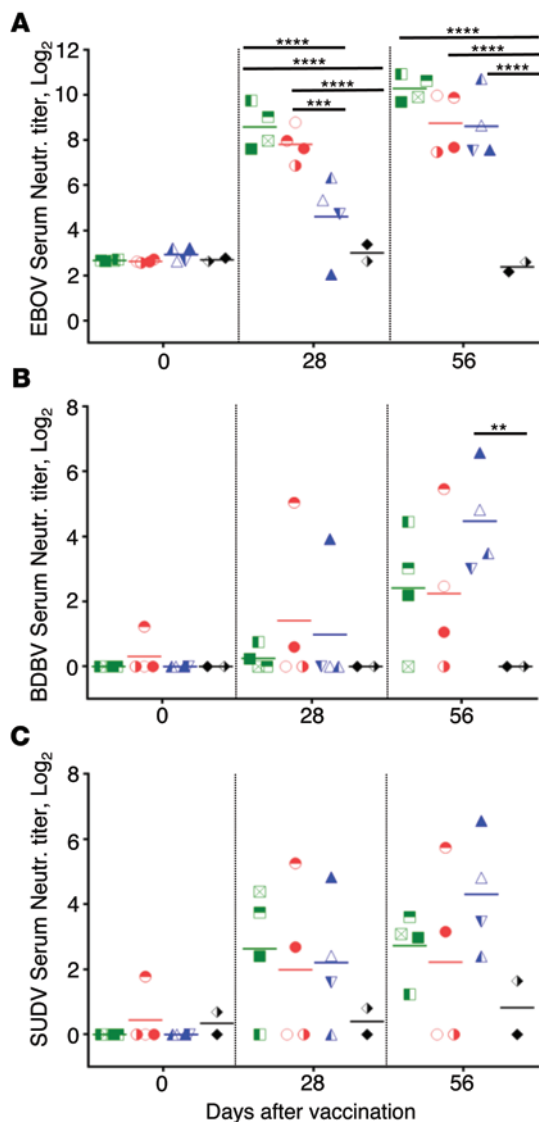 A
EBOV Serum Neutr. titer, Log2
12
10
8
6
4
2
0
****
****
****
***
****
****
****
0 28 56
B
BDBV Serum Neutr. titer, Log2
8
6
4
2
0
**
0 28 56
C
SUDV Serum Neutr. titer, Log2
8
6
4
2
0
0 28 56
Days after vaccination